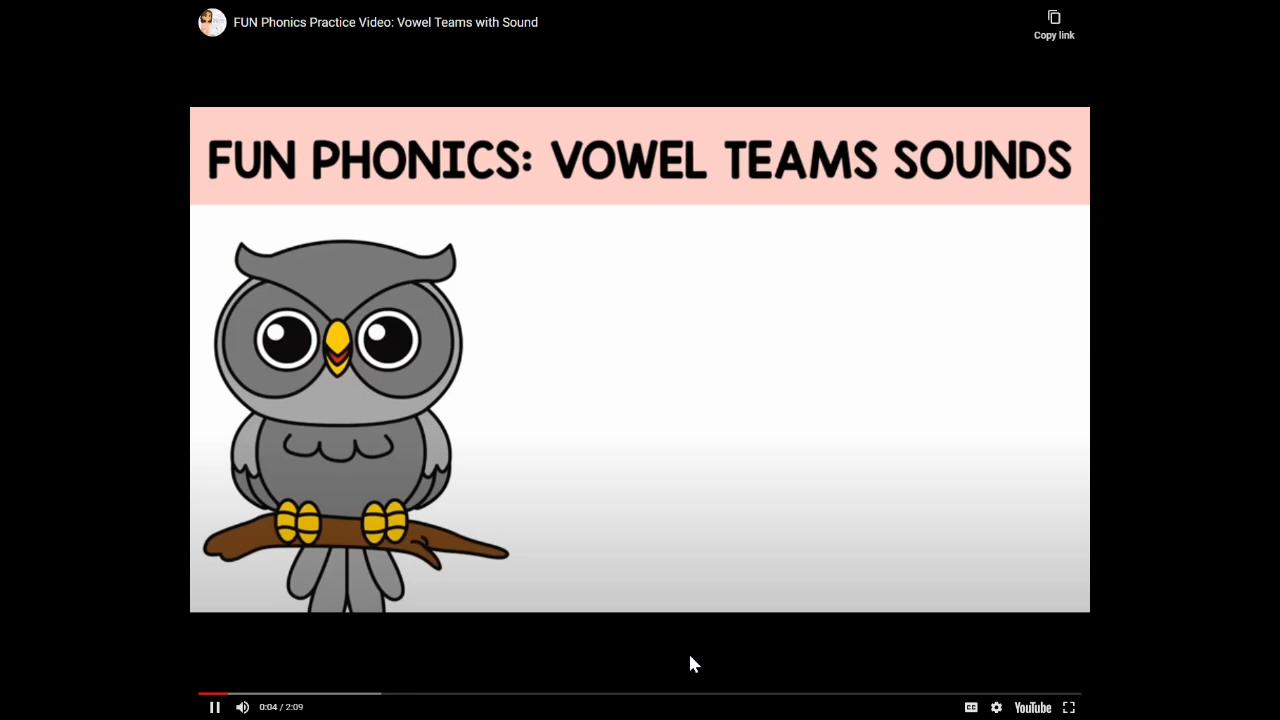 FUN Phonics Practice Video: Vowel Teams with Sound
Copy link
FUN PHONICS: VOWEL TEAMS SOUNDS
0:04 / 2:09
CC
YouTube